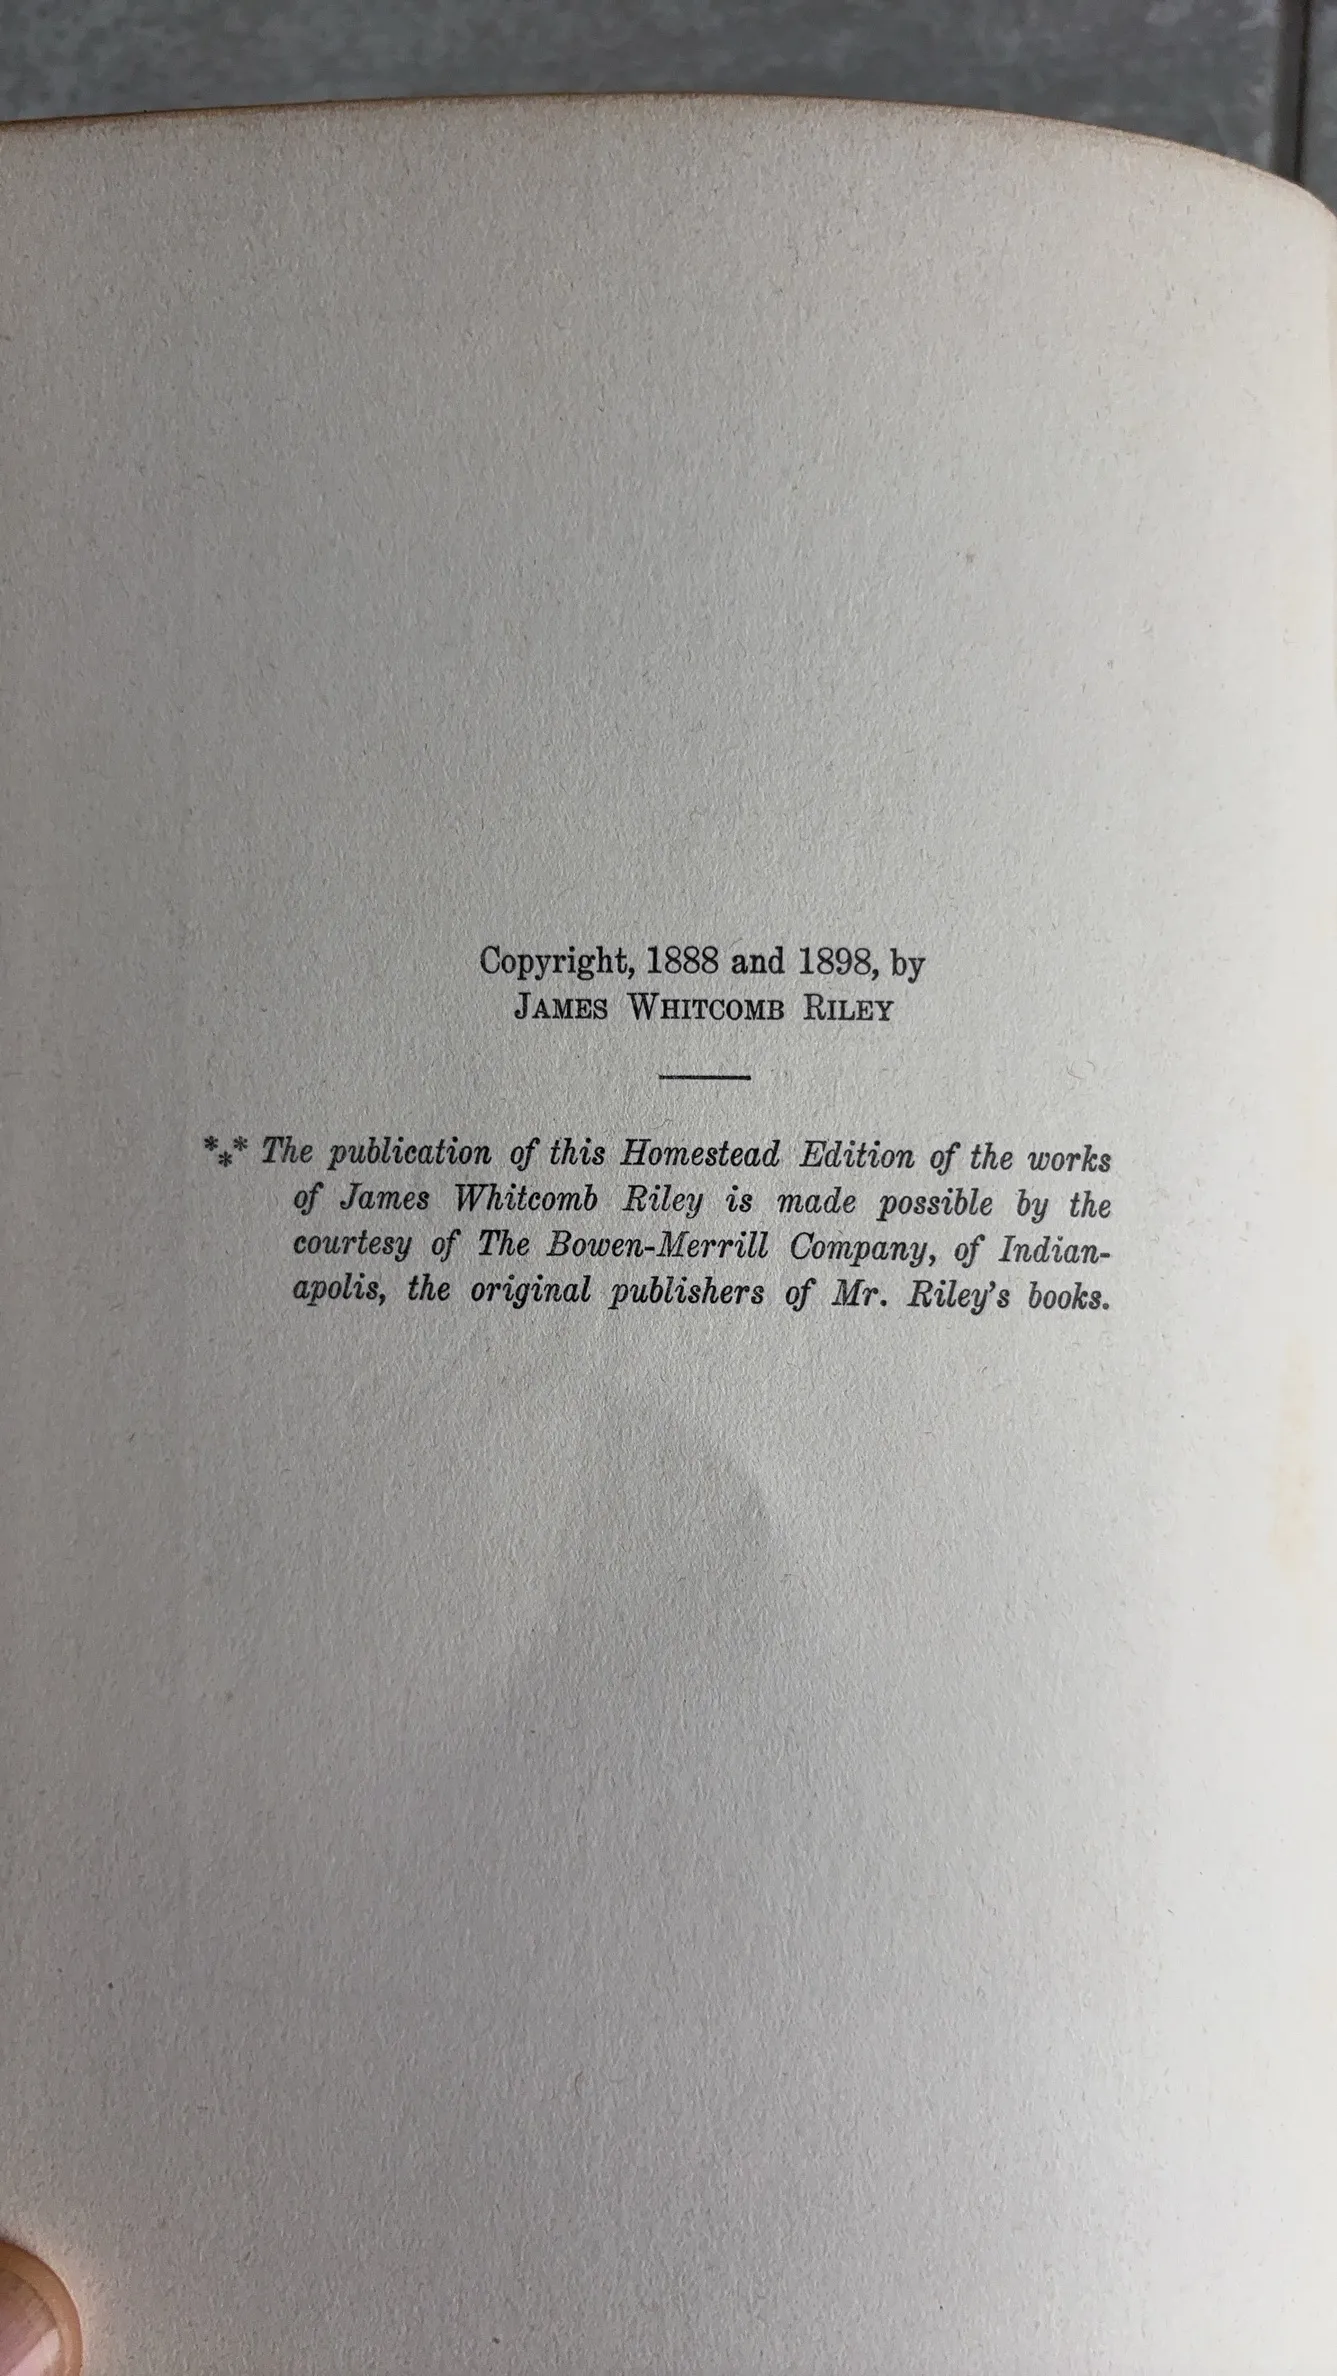 Copyright, 1888 and 1898, by
JAMES WHITCOMB RILEY
*⁎* The publication of this Homestead Edition of the works
of James Whitcomb Riley is made possible by the
courtesy of The Bowen-Merrill Company, of Indian-
apolis, the original publishers of Mr. Riley's books.